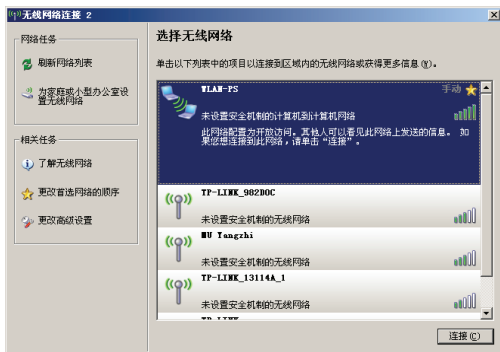 无线网络连接 2
网络任务
刷新网络列表
为家庭或小型办公室设
置无线网络
相关任务
了解无线网络
更改首选网络的顺序
更改高级设置
选择无线网络
单击以下列表中的项目以连接到区域内的无线网络或获得更多信息(W)。
WLAN-PS
手动
未设置安全机制的计算机到计算机网络
此网络配置为开放访问。其他人可以看见此网络上发送的信息。 如
果您想连接到此网络，请单击“连接”。
TP-LINK_982D0C
未设置安全机制的无线网络
WU Yangzhi
未设置安全机制的无线网络
TP-LINK_13114A_1
未设置安全机制的无线网络
连接(C)